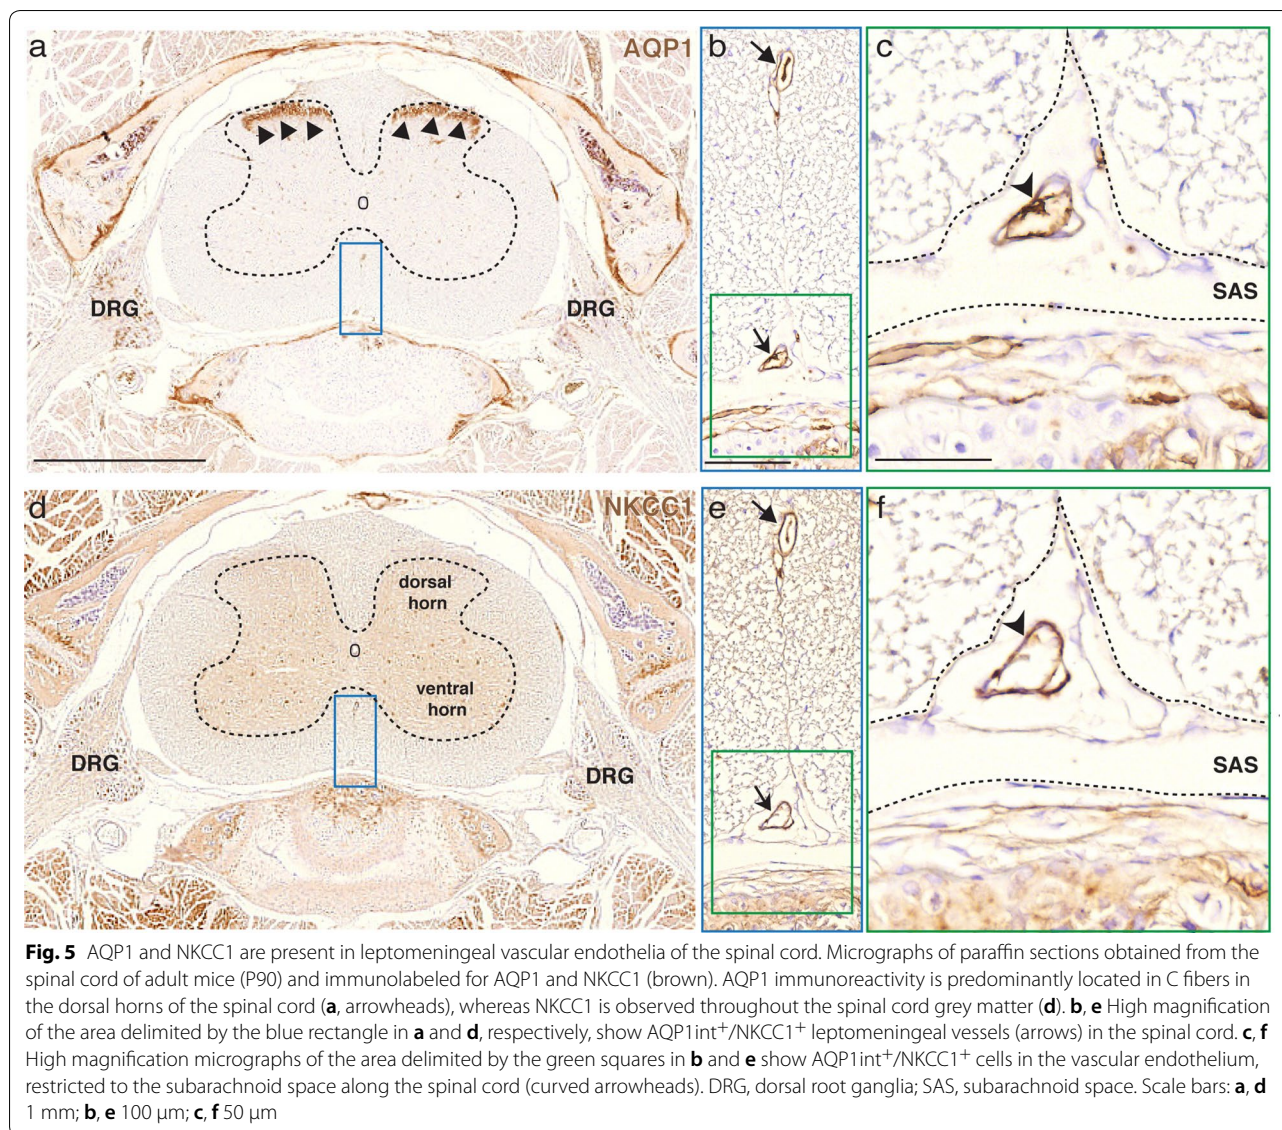 a
AQP1
b
c
DRG
DRG
SAS
d
NKCC1
e
f
dorsal
horn
ventral
horn
DRG
DRG
SAS
Fig. 5 AQP1 and NKCC1 are present in leptomeningeal vascular endothelia of the spinal cord. Micrographs of paraffin sections obtained from the
spinal cord of adult mice (P90) and immunolabeled for AQP1 and NKCC1 (brown). AQP1 immunoreactivity is predominantly located in C fibers in
the dorsal horns of the spinal cord (a, arrowheads), whereas NKCC1 is observed throughout the spinal cord grey matter (d). b, e High magnification
of the area delimited by the blue rectangle in a and d, respectively, show AQP1int⁺/NKCC1⁺ leptomeningeal vessels (arrows) in the spinal cord. c, f
High magnification micrographs of the area delimited by the green squares in b and e show AQP1int⁺/NKCC1⁺ cells in the vascular endothelium,
restricted to the subarachnoid space along the spinal cord (curved arrowheads). DRG, dorsal root ganglia; SAS, subarachnoid space. Scale bars: a, d
1 mm; b, e 100 μm; c, f 50 μm